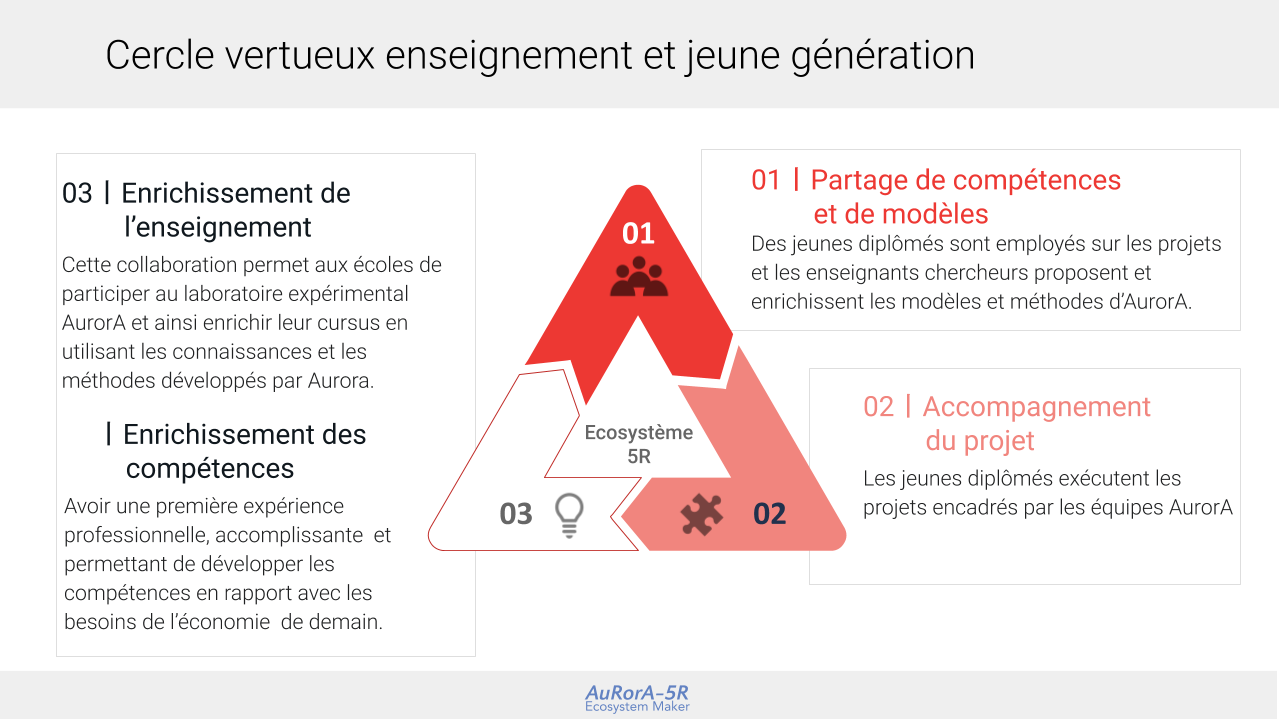 Cercle vertueux enseignement et jeune génération
03 | Enrichissement de
l’enseignement
Cette collaboration permet aux écoles de
participer au laboratoire expérimental
AurorA et ainsi enrichir leur cursus en
utilisant les connaissances et les
méthodes développés par Aurora.
| Enrichissement des
compétences
Avoir une première expérience
professionnelle, accomplissante  et
permettant de développer les
compétences en rapport avec les
besoins de l’économie  de demain.
01
Ecosystème
5R
03
02
01 | Partage de compétences
et de modèles
Des jeunes diplômés sont employés sur les projets
et les enseignants chercheurs proposent et
enrichissent les modèles et méthodes d’AurorA.
02 | Accompagnement
du projet
Les jeunes diplômés exécutent les
projets encadrés par les équipes AurorA
AuRorA-5R
Ecosystem Maker